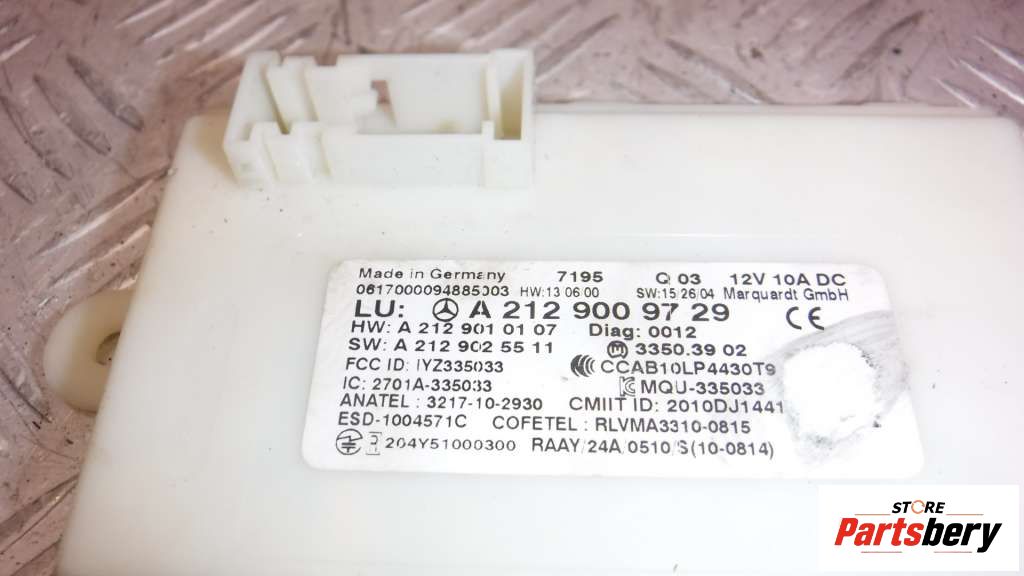 Made in Germany 7195 Q 03 12V 10A DC
0617000094885003 HW:13 06 00 SW:15/26/04 Marquardt GmbH
LU: A 212 900 97 29
HW: A 212 901 01 07 Diag: 0012 CE
SW: A 212 902 55 11 M 3350.3902
FCC ID: IYZ335033 CCAB10LP4430T9
IC: 2701A-335033 MQU-335033
ANATEL : 3217-10-2930 CMIIT ID: 2010DJ1441
ESD-1004571C COFETEL : RLVMA3310-0815
204Y51000300 RAAY/24A/0510/S(10-0814)
STORE
Partsbery